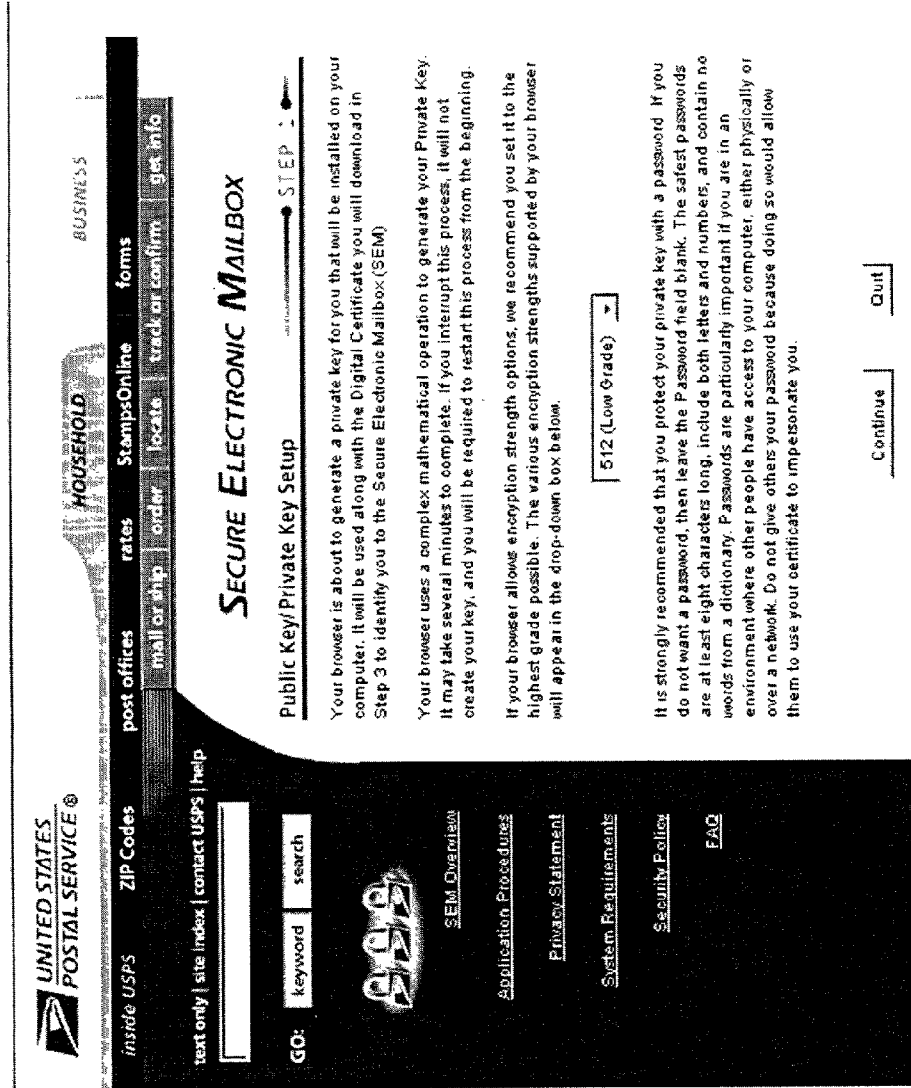 UNITED STATES
POSTAL SERVICE ®
HOUSEHOLD
BUSINESS
inside USPS ZIP Codes post offices rates StampsOnline forms
mail or ship order locate track or confirm get info
text only | site index | contact USPS | help
GO: keyword search
SEM Overview
Application Procedures
Privacy Statement
System Requirements
Security Policy
FAQ
SECURE ELECTRONIC MAILBOX
Public Key/Private Key Setup
STEP 2
Your browser is about to generate a private key for you that will be installed on your
computer. It will be used along with the Digital Certificate you will download in
Step 3 to identify you to the Secure Electronic Mailbox (SEM)
Your browser uses a complex mathematical operation to generate your Private Key.
It may take several minutes to complete. If you interrupt this process, it will not
create your key, and you will be required to restart this process from the beginning.
If your browser allows encryption strength options, we recommend you set it to the
highest grade possible. The various encryption strengths supported by your browser
will appear in the drop-down box below.
512 (Low Grade)
It is strongly recommended that you protect your private key with a password If you
do not want a password, then leave the Password field blank. The safest passwords
are at least eight characters long, include both letters and numbers, and contain no
words from a dictionary. Passwords are particularly important if you are in an
environment where other people have access to your computer, either physically or
over a network. Do not give others your password because doing so would allow
them to use your certificate to impersonate you.
Continue Quit